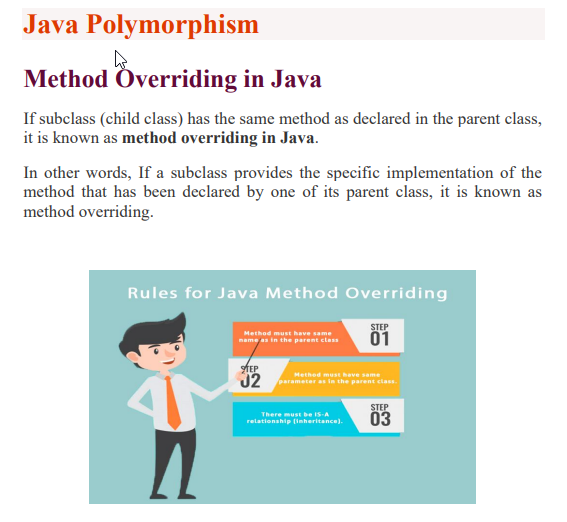 Java Polymorphism
Method Overriding in Java
If subclass (child class) has the same method as declared in the parent class,
it is known as method overriding in Java.
In other words, If a subclass provides the specific implementation of the
method that has been declared by one of its parent class, it is known as
method overriding.
Rules for Java Method Overriding
Method must have same
name as in the parent class
STEP
01
STEP
02
Method must have same
parameter as in the parent class.
There must be IS-A
relationship (inheritance).
STEP
03